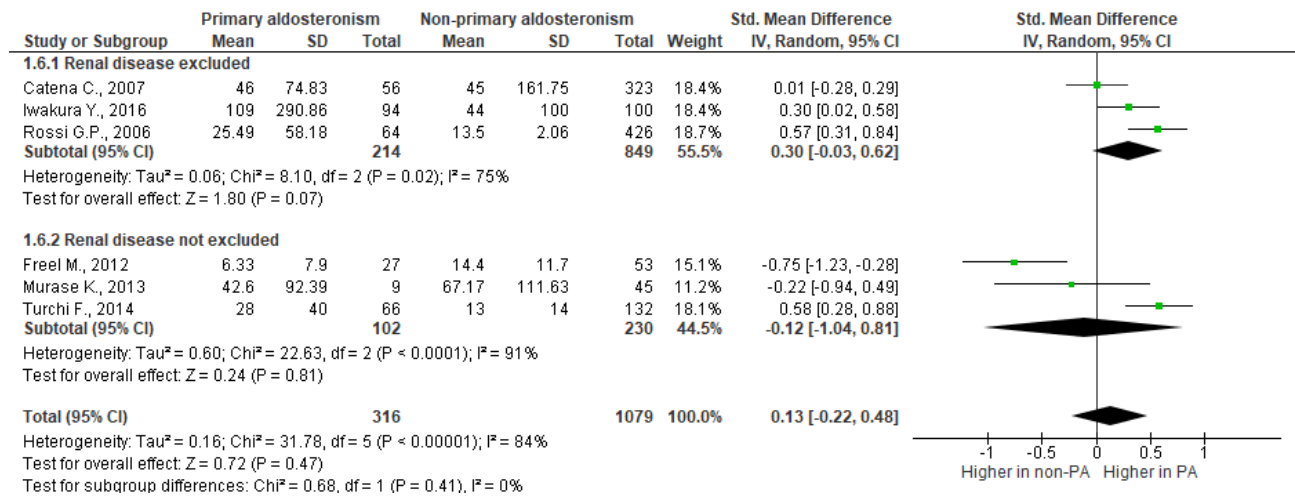 Primary aldosteronism Non-primary aldosteronism Std. Mean Difference Std. Mean Difference
Study or Subgroup Mean SD Total Mean SD Total Weight IV, Random, 95% CI IV, Random, 95% CI
1.6.1 Renal disease excluded
Catena C., 2007 46 74.83 56 45 161.75 323 18.4% 0.01 [-0.28, 0.29]
Iwakura Y., 2016 109 290.86 94 44 100 100 18.4% 0.30 [0.02, 0.58]
Rossi G.P., 2006 25.49 58.18 64 13.5 2.06 426 18.7% 0.57 [0.31, 0.84]
Subtotal (95% CI) 214 849 55.5% 0.30 [-0.03, 0.62]
Heterogeneity: Tau² = 0.06; Chi² = 8.10, df = 2 (P = 0.02); I² = 75%
Test for overall effect: Z = 1.80 (P = 0.07)
1.6.2 Renal disease not excluded
Freel M., 2012 6.33 7.9 27 14.4 11.7 53 15.1% -0.75 [-1.23, -0.28]
Murase K., 2013 42.6 92.39 9 67.17 111.63 45 11.2% -0.22 [-0.94, 0.49]
Turchi F., 2014 28 40 66 13 14 132 18.1% 0.58 [0.28, 0.88]
Subtotal (95% CI) 102 230 44.5% -0.12 [-1.04, 0.81]
Heterogeneity: Tau² = 0.60; Chi² = 22.63, df = 2 (P < 0.0001); I² = 91%
Test for overall effect: Z = 0.24 (P = 0.81)
Total (95% CI) 316 1079 100.0% 0.13 [-0.22, 0.48]
Heterogeneity: Tau² = 0.16; Chi² = 31.78, df = 5 (P < 0.00001); I² = 84%
Test for overall effect: Z = 0.72 (P = 0.47)
Test for subgroup differences: Chi² = 0.68, df = 1 (P = 0.41), I² = 0%
-1 -0.5 0 0.5 1
Higher in non-PA Higher in PA